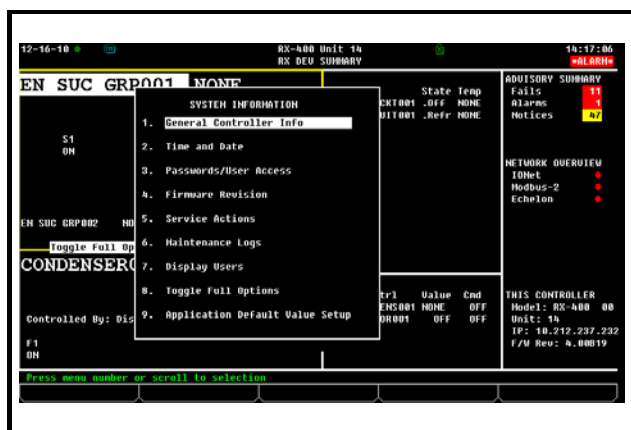 12-16-10
RX-400 Unit 14
14:17:06
RX DEV SUMMARY
*ALARM*
EN SUC GRP001 NONE
ADVISORY SUMMARY
State Temp
Fails 11
CKT001 .Off NONE
Alarms 1
UIT001 .Refr NONE
Notices 47
SYSTEM INFORMATION
1. General Controller Info
2. Time and Date
3. Passwords/User Access
4. Firmware Revision
5. Service Actions
6. Maintenance Logs
7. Display Users
8. Toggle Full Options
9. Application Default Value Setup
S1
ON
NETWORK OVERVIEW
IONet
Modbus-2
Echelon
EN SUC GRP002 NO
Toggle Full Op
CONDENSER(
trl Value Cmd
ENS001 NONE OFF
OR001 OFF OFF
THIS CONTROLLER
Model: RX-400 00
Unit: 14
IP: 10.212.237.232
F/W Rev: 4.00B19
Controlled By: Dis
F1
ON
Press menu number or scroll to selection